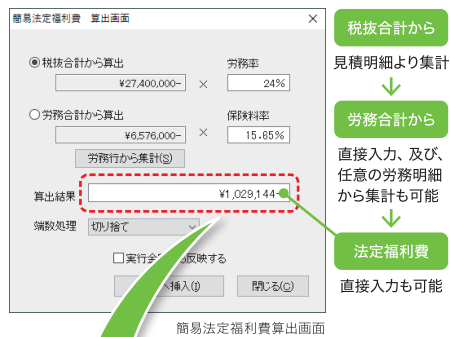 簡易法定福利費 算出画面
税抜合計から算出
労務率
¥27,400,000-
×
24%
労務合計から算出
保険料率
¥6,576,000-
×
15.65%
労務行から集計(S)
算出結果
¥1,029,144-
端数処理
切り捨て
実行金
反映する
へ挿入(I)
閉じる(C)
簡易法定福利費算出画面
税抜合計から
見積明細より集計
労務合計から
直接入力、及び、
任意の労務明細
から集計も可能
法定福利費
直接入力も可能